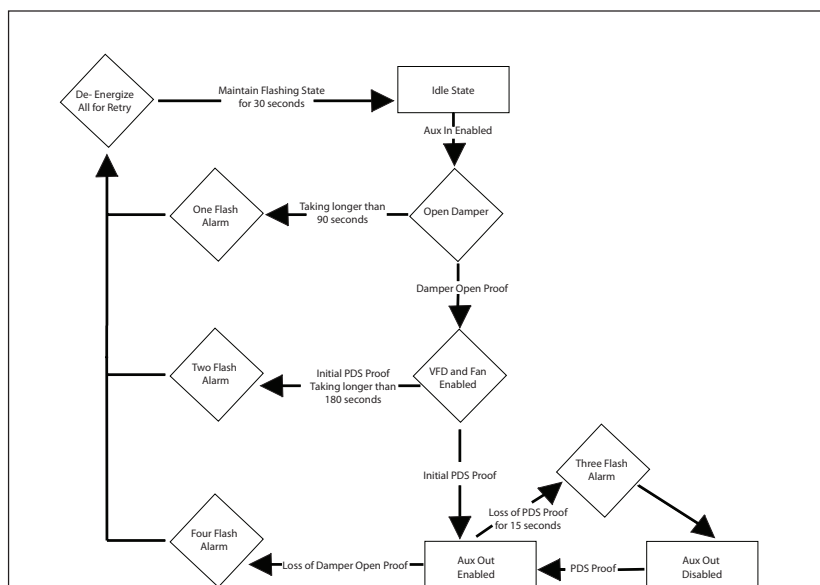 De- Energize
All for Retry
Maintain Flashing State
for 30 seconds
Idle State
Aux In Enabled
One Flash
Alarm
Taking longer than
90 seconds
Open Damper
Damper Open Proof
Two Flash
Alarm
Initial PDS Proof
Taking longer than
180 seconds
VFD and Fan
Enabled
Initial PDS Proof
Three Flash
Alarm
Loss of PDS Proof
for 15 seconds
Four Flash
Alarm
Loss of Damper Open Proof
Aux Out
Enabled
PDS Proof
Aux Out
Disabled